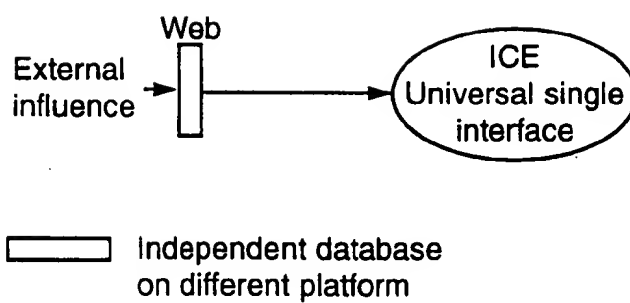 Web
External
influence
ICE
Universal single
interface
Independent database
on different platform